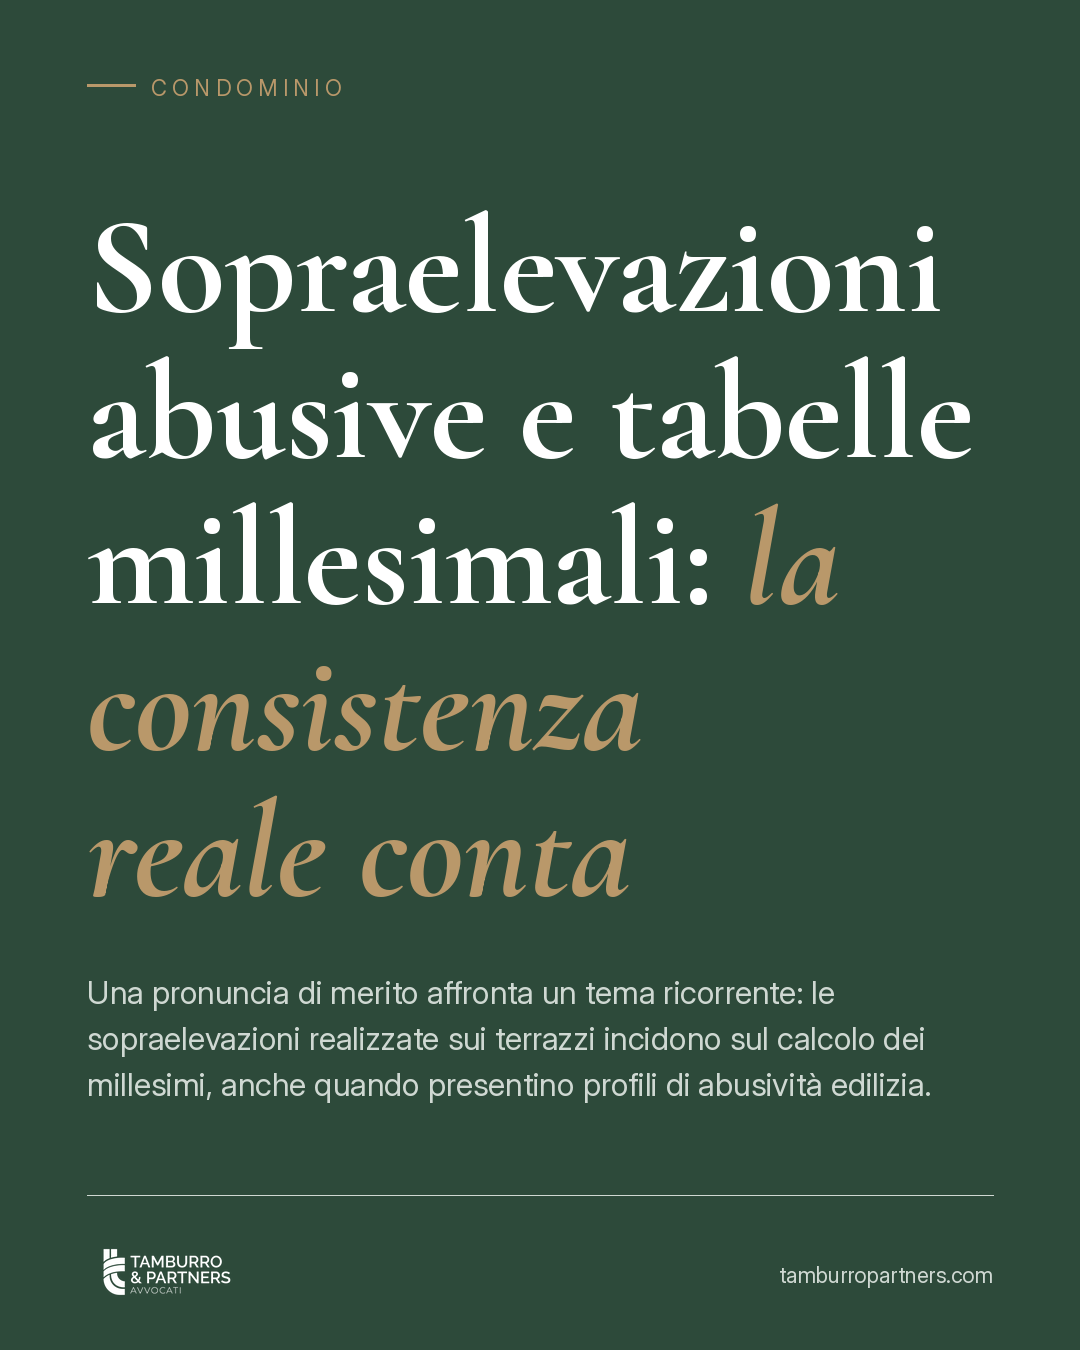 CONDOMINIO
Sopraelevazioni
abusive e tabelle
millesimali: la
consistenza
reale conta
Una pronuncia di merito affronta un tema ricorrente: le
sopraelevazioni realizzate sui terrazzi incidono sul calcolo dei
millesimi, anche quando presentino profili di abusività edilizia.
TAMBURRO
& PARTNERS
AVVOCATI
tamburropartners.com